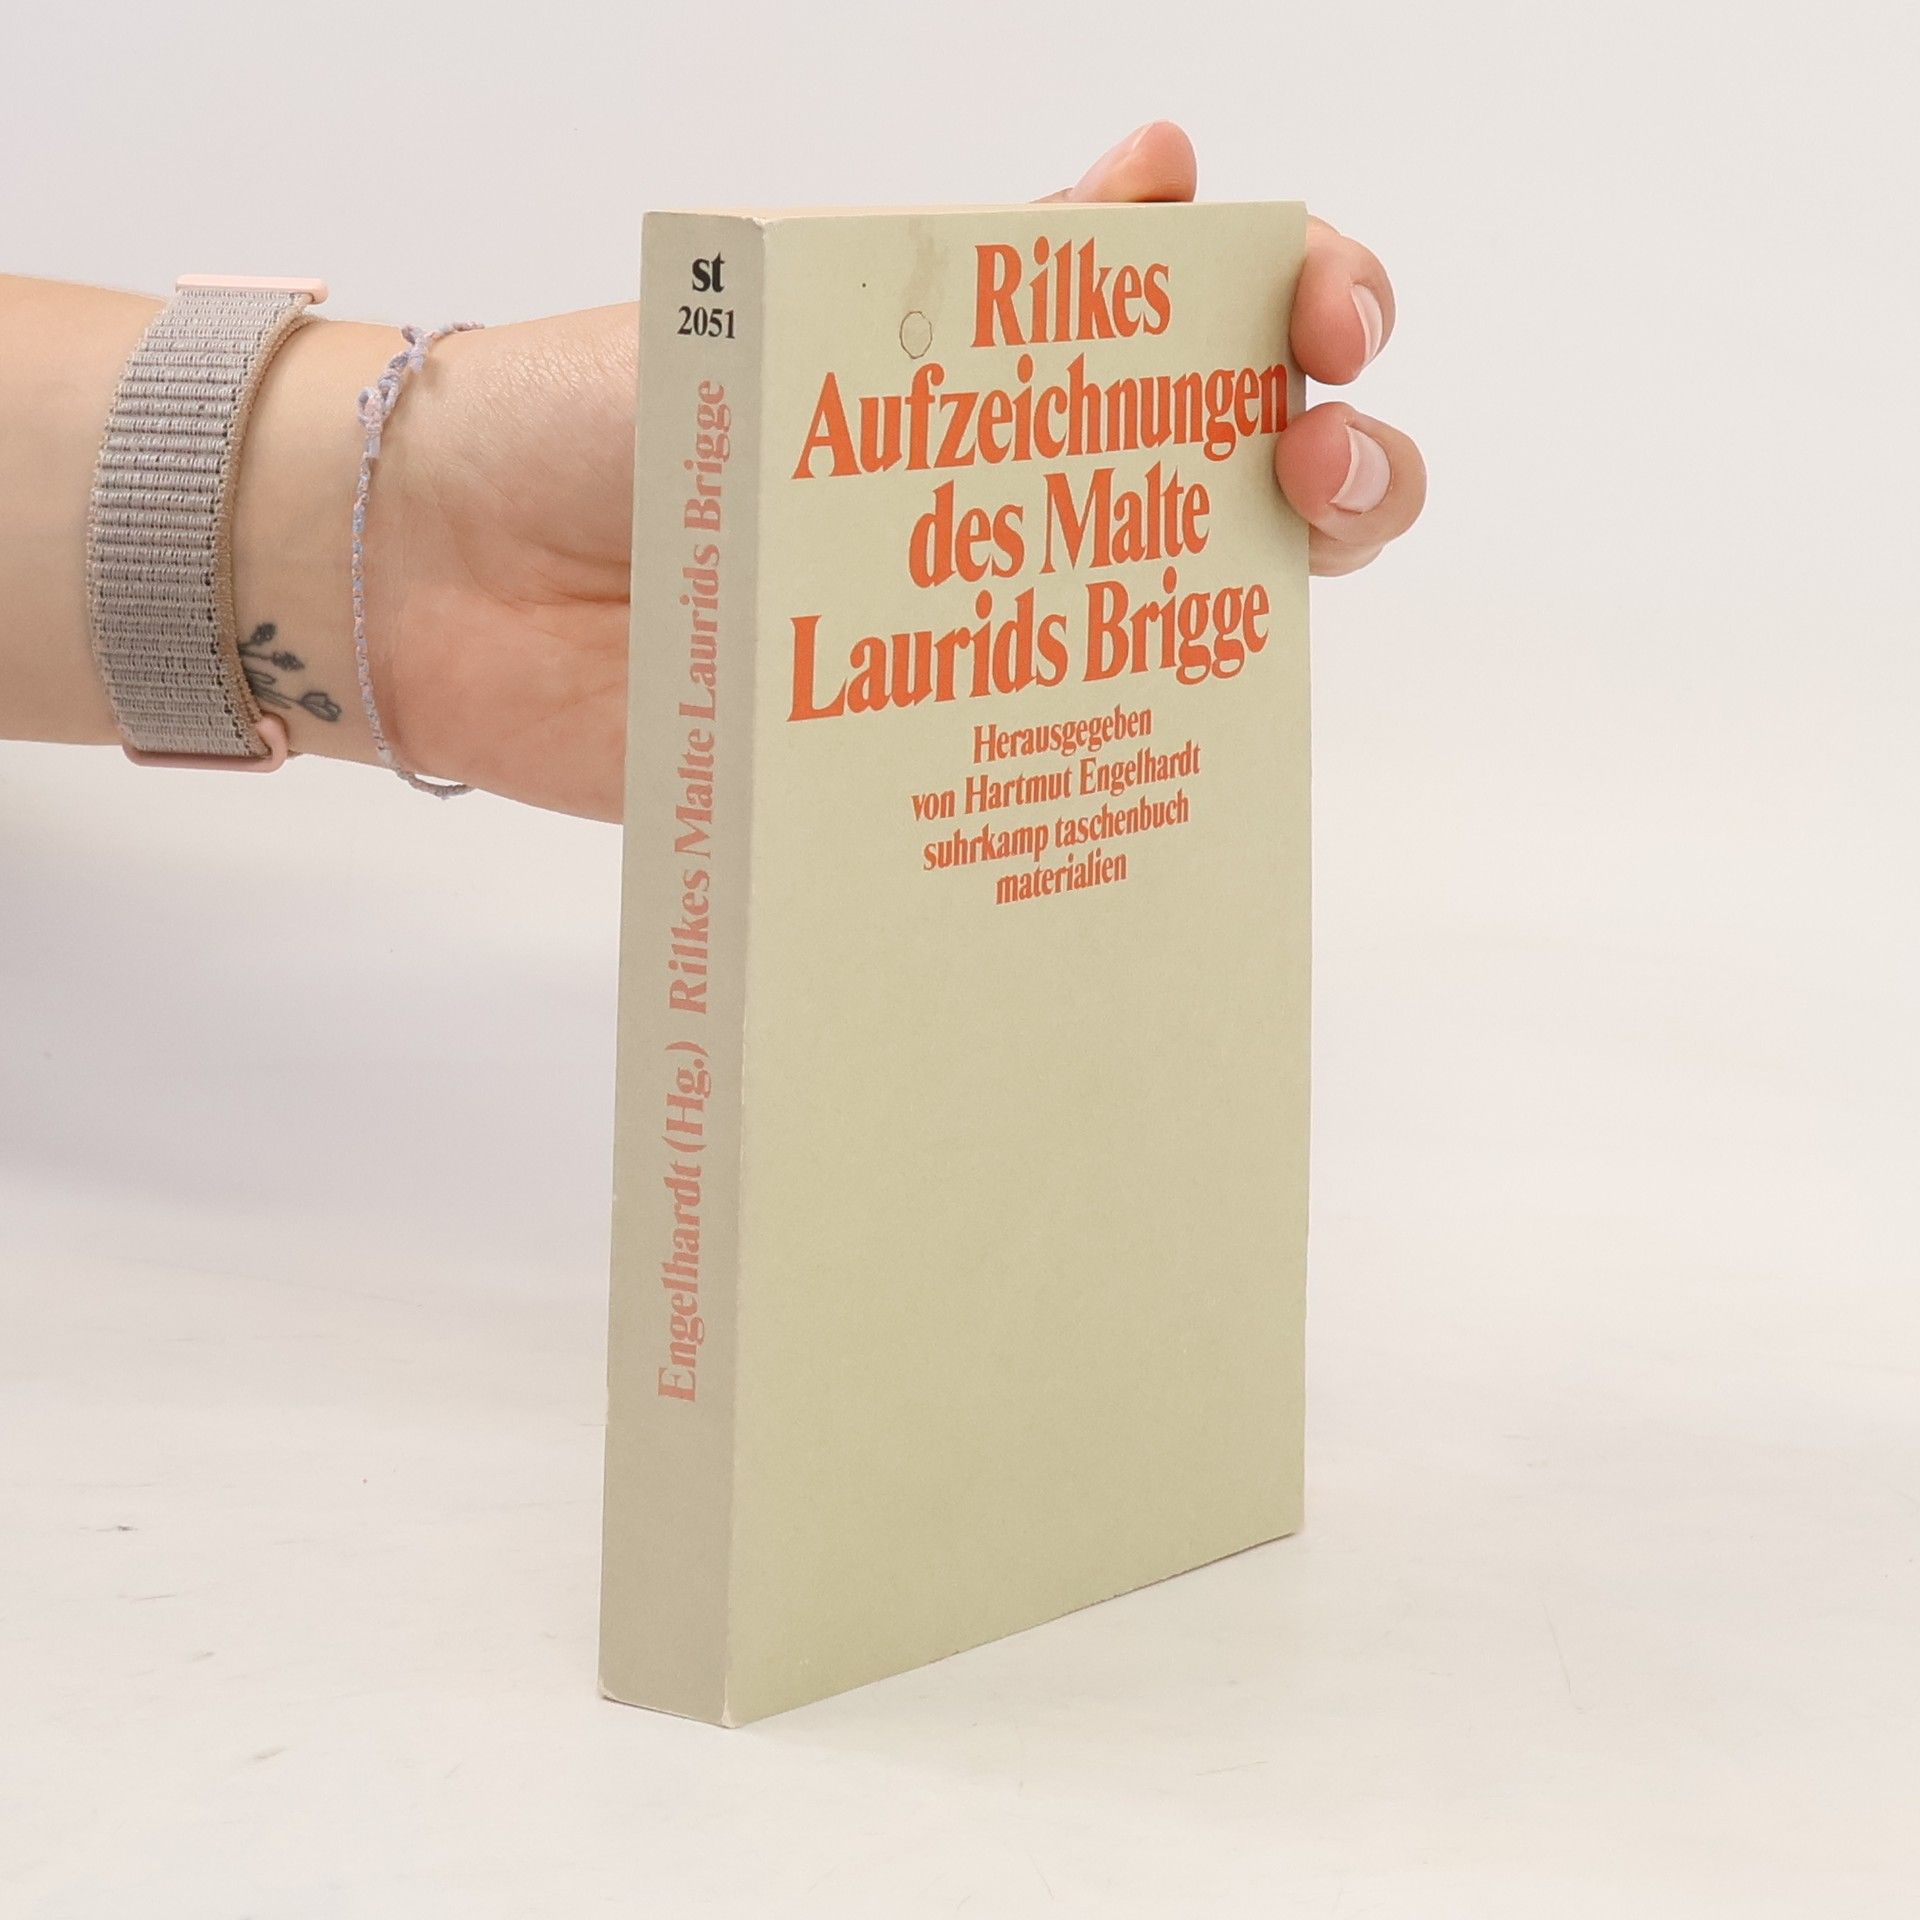 st
2051
Engelhardt (Hg.) Rilkes Malte Laurids Brigge
Rilkes
Aufzeichnungen
des Malte
Laurids Brigge
Herausgegeben
von Hartmut Engelhardt
suhrkamp taschenbuch
materialien